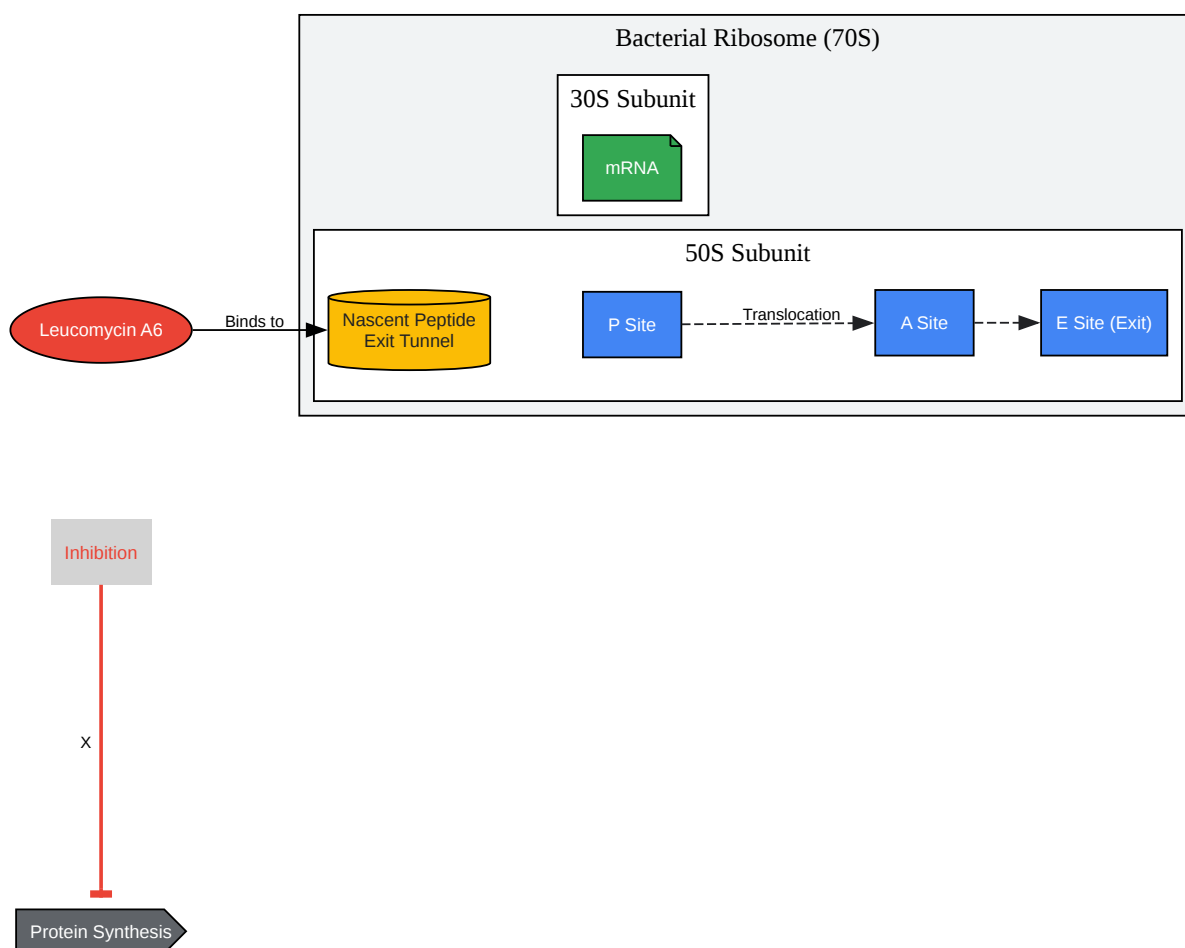 Bacterial Ribosome (70S)
30S Subunit
mRNA
50S Subunit
Leucomycin A6
Binds to
Nascent Peptide
Exit Tunnel
P Site
Translocation
A Site
E Site (Exit)
Inhibition
X
Protein Synthesis